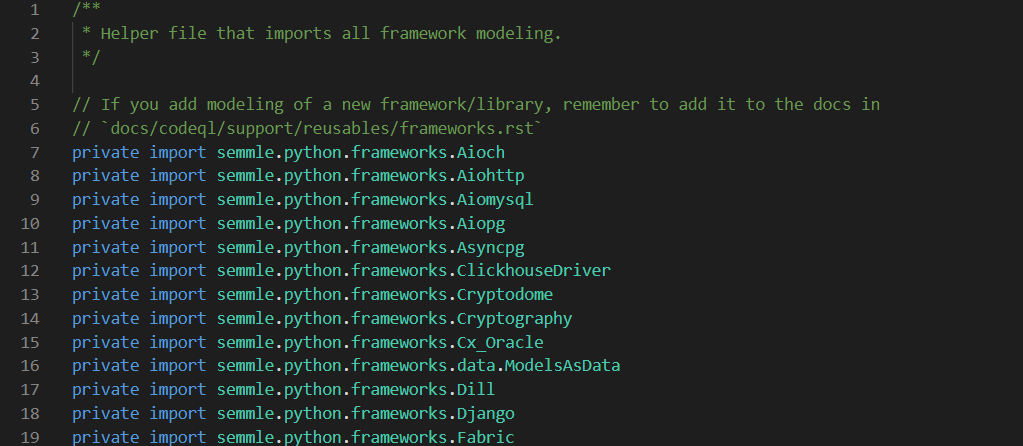 1 /**
2  * Helper file that imports all framework modeling.
3  */
4
5 // If you add modeling of a new framework/library, remember to add it to the docs in
6 // `docs/codeql/support/reusables/frameworks.rst`
7 private import semmle.python.frameworks.Aioch
8 private import semmle.python.frameworks.Aiohttp
9 private import semmle.python.frameworks.Aiomysql
10 private import semmle.python.frameworks.Aiopg
11 private import semmle.python.frameworks.Asyncpg
12 private import semmle.python.frameworks.ClickhouseDriver
13 private import semmle.python.frameworks.Cryptodome
14 private import semmle.python.frameworks.Cryptography
15 private import semmle.python.frameworks.Cx_Oracle
16 private import semmle.python.frameworks.data.ModelsAsData
17 private import semmle.python.frameworks.Dill
18 private import semmle.python.frameworks.Django
19 private import semmle.python.frameworks.Fabric